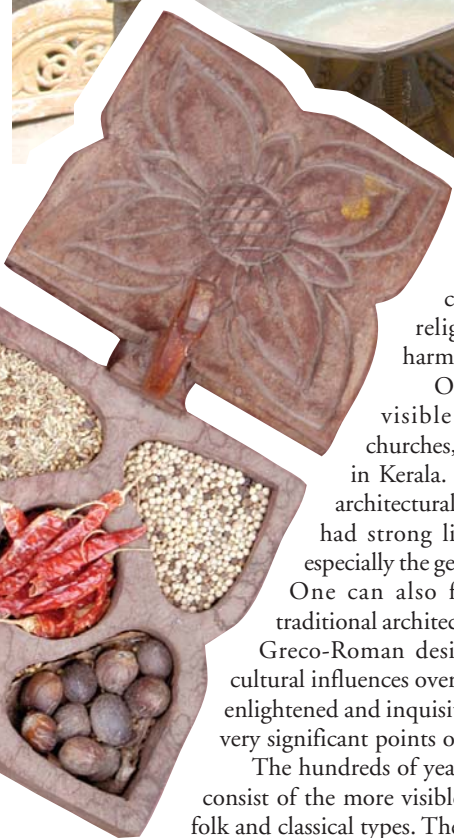 c
relig
harm
O
visible
churches,
in Kerala.
architectural
had strong li
especially the ge
One can also f
traditional architec
Greco-Roman desi
cultural influences over
enlightened and inquisit
very significant points o
The hundreds of yea
consist of the more visible
folk and classical types. The